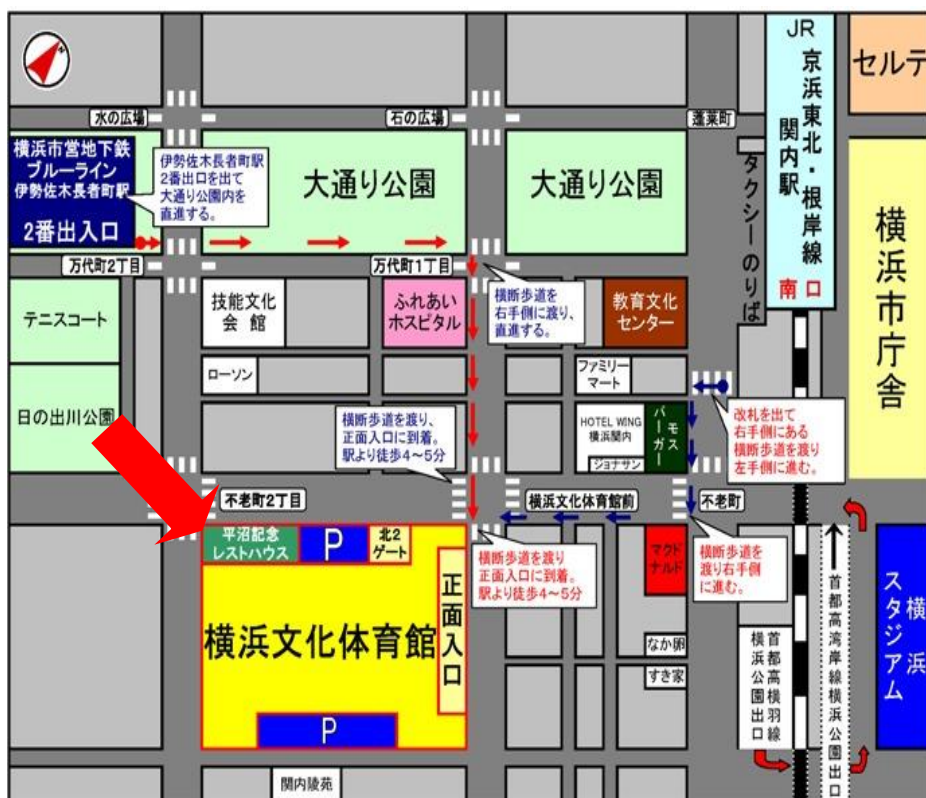 N
JR
京浜東北・根岸線
関内駅
南口
セルテ
水の広場
石の広場
蓬莱町
横浜市営地下鉄
ブルーライン
伊勢佐木長者町駅
2番出入口
伊勢佐木長者町駅
2番出口を出て
大通り公園内を
直進する。
大通り公園
大通り公園
タクシーのりば
横浜市庁舎
万代町2丁目
万代町1丁目
テニスコート
技能文化
会館
ふれあい
ホスピタル
横断歩道を
右手側に渡り、
直進する。
教育文化
センター
ローソン
ファミリー
マート
日の出川公園
横断歩道を渡り、
正面入口に到着。
駅より徒歩4～5分
HOTEL WING
横浜関内
ジョナサン
モス
バーガー
改札を出て
右手側にある
横断歩道を渡り
左手側に進む。
不老町2丁目
横浜文化体育館前
不老町
平沼記念
レストハウス
P
北2
ゲート
正面入口
横浜文化体育館
P
横断歩道を渡り
正面入口に到着。
駅より徒歩4～5分
マクド
ナルド
横断歩道を
渡り右手側
に進む。
なか卯
すき家
首都高横羽線
横浜公園出口
首都高湾岸線横浜公園出口
横浜
スタジアム
関内陵苑